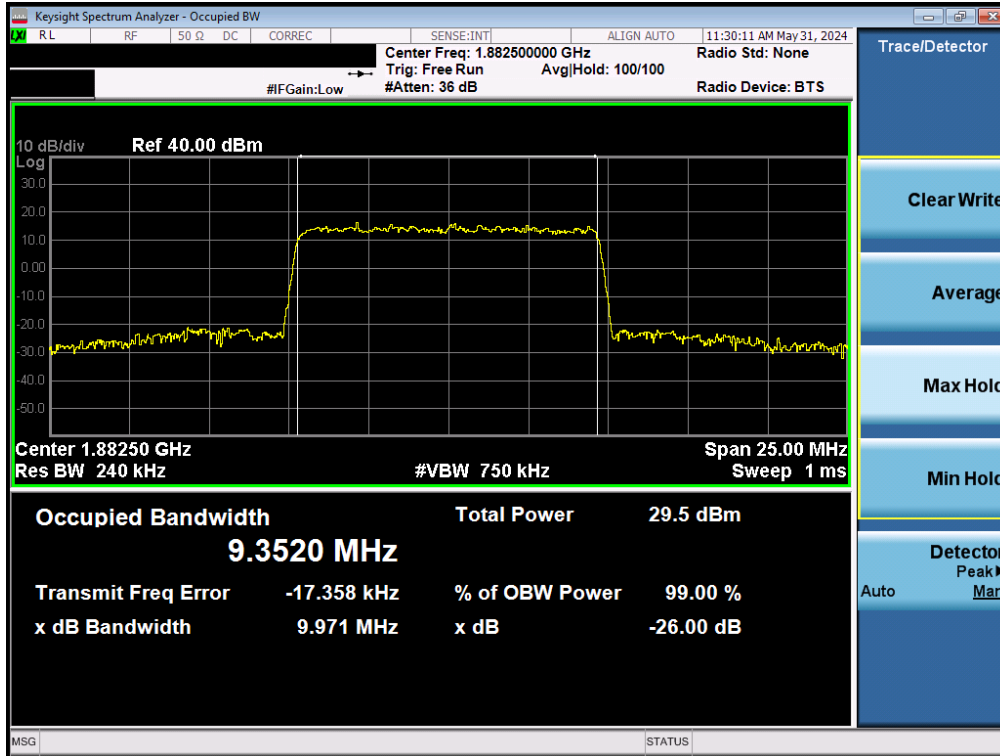 Keysight Spectrum Analyzer - Occupied BW
LXI RL RF 50 Ω DC CORREC SENSE:INT ALIGN AUTO 11:30:11 AM May 31, 2024
Center Freq: 1.882500000 GHz Radio Std: None
Trig: Free Run Avg|Hold: 100/100
#IFGain:Low #Atten: 36 dB Radio Device: BTS
Trace/Detector
10 dB/div Ref 40.00 dBm
Log
30.0
20.0
10.0
0.00
-10.0
-20.0
-30.0
-40.0
-50.0
Center 1.88250 GHz Span 25.00 MHz
Res BW 240 kHz #VBW 750 kHz Sweep 1 ms
Occupied Bandwidth Total Power 29.5 dBm
9.3520 MHz
Transmit Freq Error -17.358 kHz % of OBW Power 99.00 %
x dB Bandwidth 9.971 MHz x dB -26.00 dB
Clear Write
Average
Max Hold
Min Hold
Detector
Peak
Auto Man
MSG STATUS